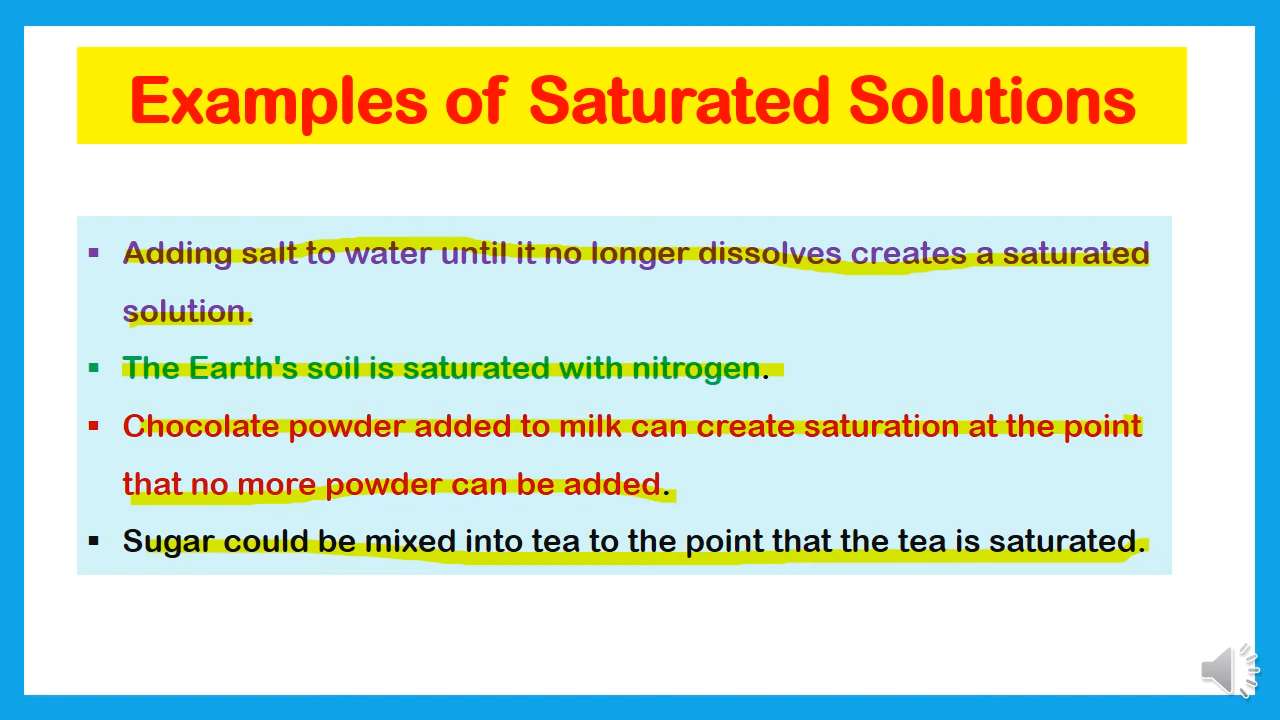 Examples of Saturated Solutions
▪ Adding salt to water until it no longer dissolves creates a saturated
solution.
▪ The Earth's soil is saturated with nitrogen.
▪ Chocolate powder added to milk can create saturation at the point
that no more powder can be added.
▪ Sugar could be mixed into tea to the point that the tea is saturated.